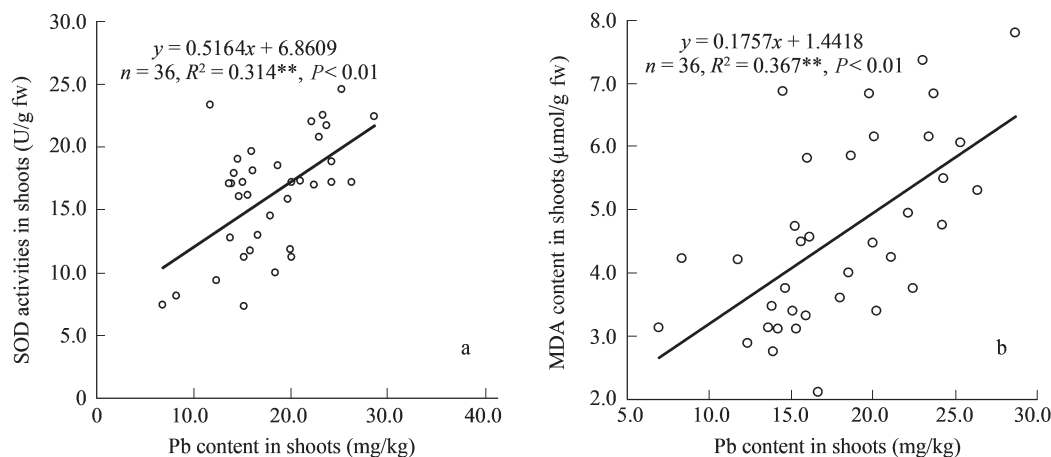 30.0
25.0
20.0
15.0
10.0
5.0
0
SOD activities in shoots (U/g fw)
y = 0.5164x + 6.8609
n = 36, R² = 0.314**, P< 0.01
a
0 10.0 20.0 30.0 40.0
Pb content in shoots (mg/kg)
8.0
7.0
6.0
5.0
4.0
3.0
2.0
MDA content in shoots (μmol/g fw)
y = 0.1757x + 1.4418
n = 36, R² = 0.367**, P< 0.01
b
5.0 10.0 15.0 20.0 25.0 30.0
Pb content in shoots (mg/kg)